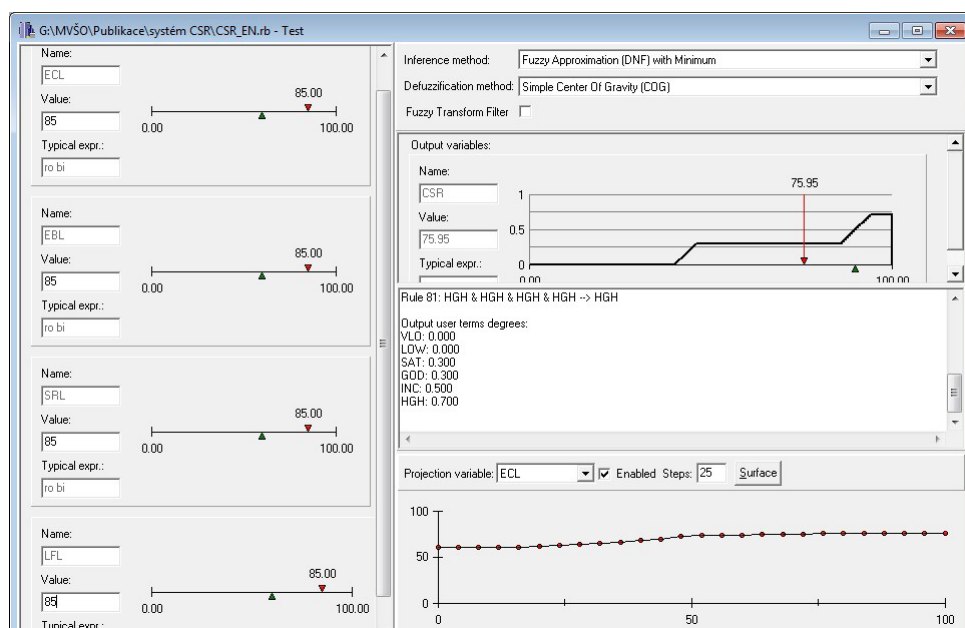 G:\MVŠO\Publikace\systém CSR\CSR_EN.rb - Test
Name:
ECL
Value:
85
Typical expr.:
ro bi
85.00
0.00
100.00
Name:
EBL
Value:
85
Typical expr.:
ro bi
85.00
0.00
100.00
Name:
SRL
Value:
85
Typical expr.:
ro bi
85.00
0.00
100.00
Name:
LFL
Value:
85
Typical expr.:
85.00
0.00
100.00
Inference method:
Fuzzy Approximation (DNF) with Minimum
Defuzzification method:
Simple Center Of Gravity (COG)
Fuzzy Transform Filter
Output variables:
Name:
CSR
Value:
75.95
Typical expr.:
75.95
1
0.5
0
0.00
100.00
Rule 81: HGH & HGH & HGH & HGH --> HGH
Output user terms degrees:
VLO: 0.000
LOW: 0.000
SAT: 0.300
GOD: 0.300
INC: 0.500
HGH: 0.700
Projection variable:
ECL
Enabled
Steps:
25
Surface
100
50
0
0
50
100